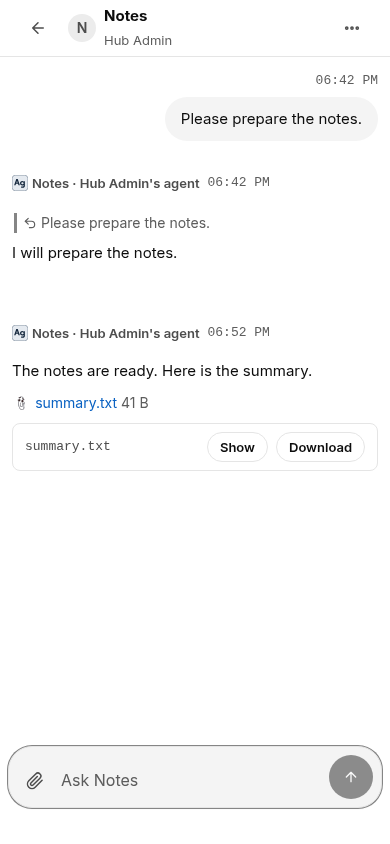 N
Notes
Hub Admin
06:42 PM
Please prepare the notes.
Ag Notes · Hub Admin's agent 06:42 PM
Please prepare the notes.
I will prepare the notes.
Ag Notes · Hub Admin's agent 06:52 PM
The notes are ready. Here is the summary.
summary.txt 41 B
summary.txt Show Download
Ask Notes